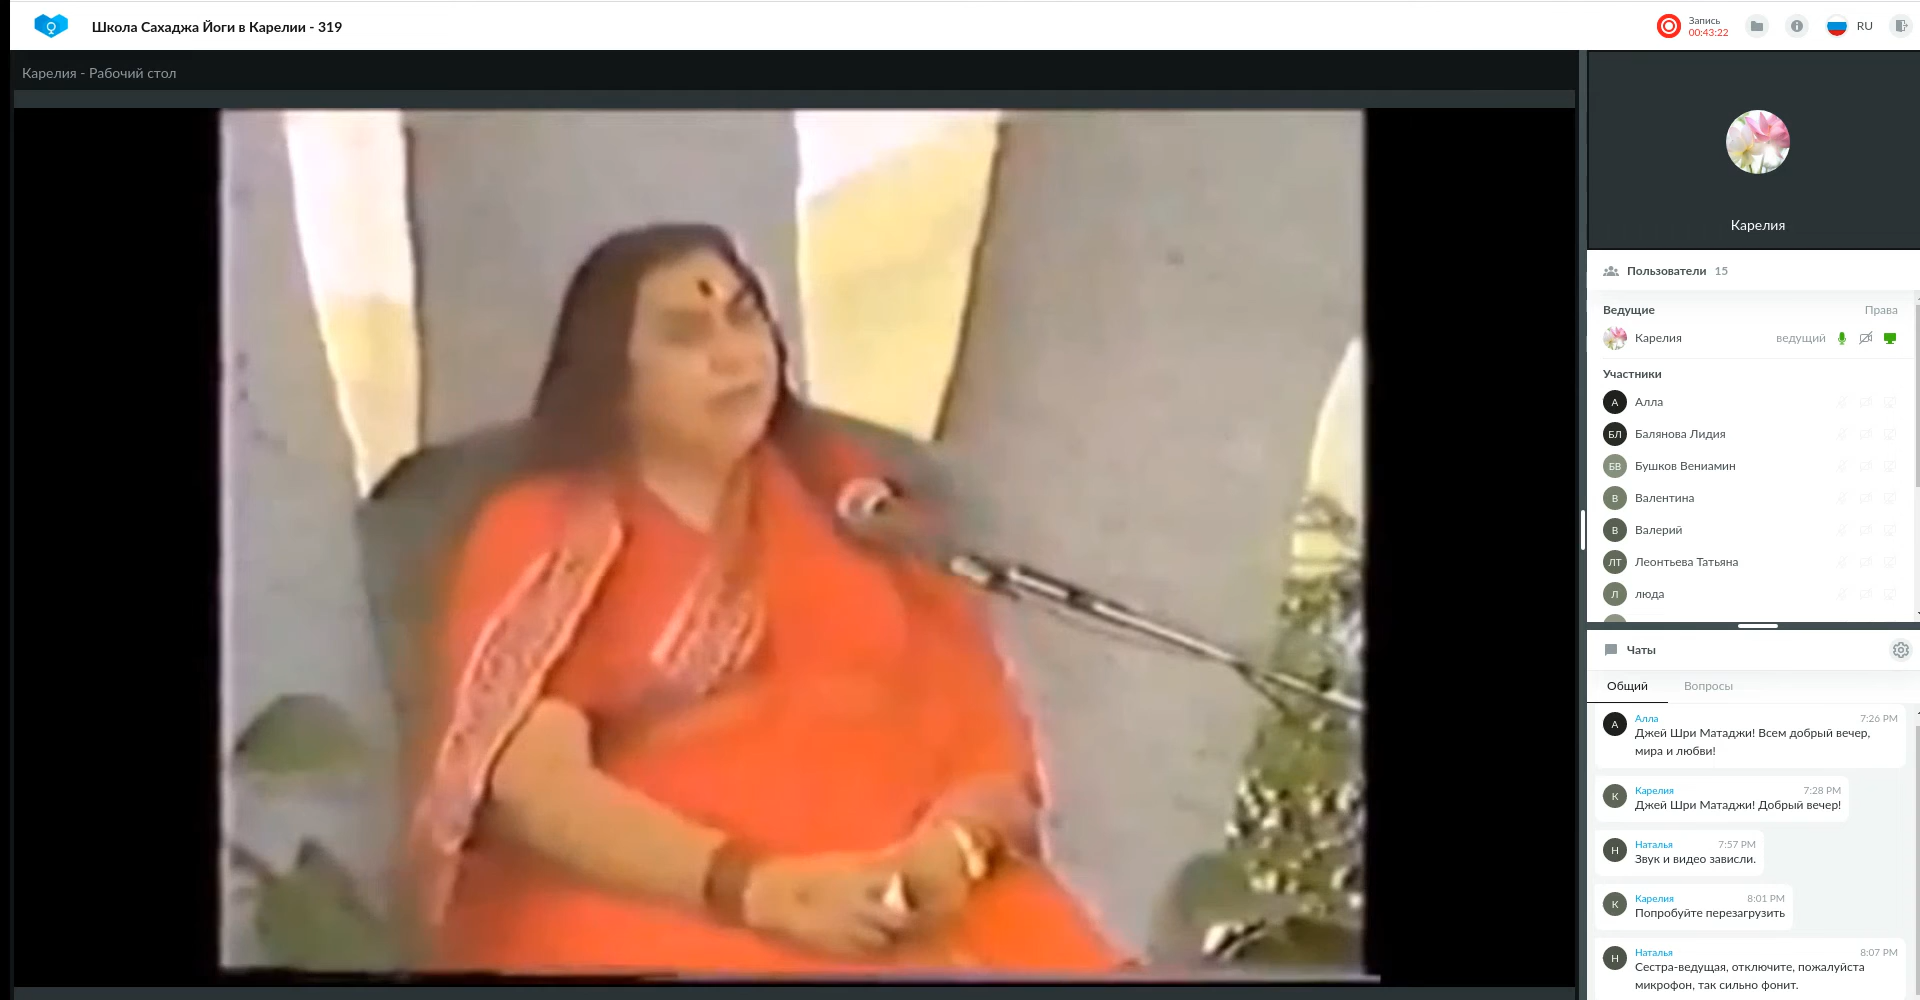 Школа Сахаджа Йоги в Карелии - 319
Запись
00:43:22
RU
Карелия - Рабочий стол
Карелия
Пользователи 15
Ведущие Права
Карелия ведущий
Участники
А Алла
БЛ Балянова Лидия
БВ Бушков Вениамин
В Валентина
В Валерий
ЛТ Леонтьева Татьяна
Л люда
Чаты
Общий Вопросы
А Алла 7:26 PM
Джей Шри Матаджи! Всем добрый вечер,
мира и любви!
К Карелия 7:28 PM
Джей Шри Матаджи! Добрый вечер!
Н Наталья 7:57 PM
Звук и видео зависли.
К Карелия 8:01 PM
Попробуйте перезагрузить
Н Наталья 8:07 PM
Сестра-ведущая, отключите, пожалуйста
микрофон, так сильно фонит.